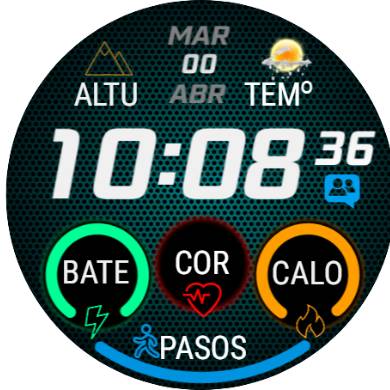 MAR
00
ABR
ALTU
TEMº
10:08
36
BATE
COR
CALO
PASOS